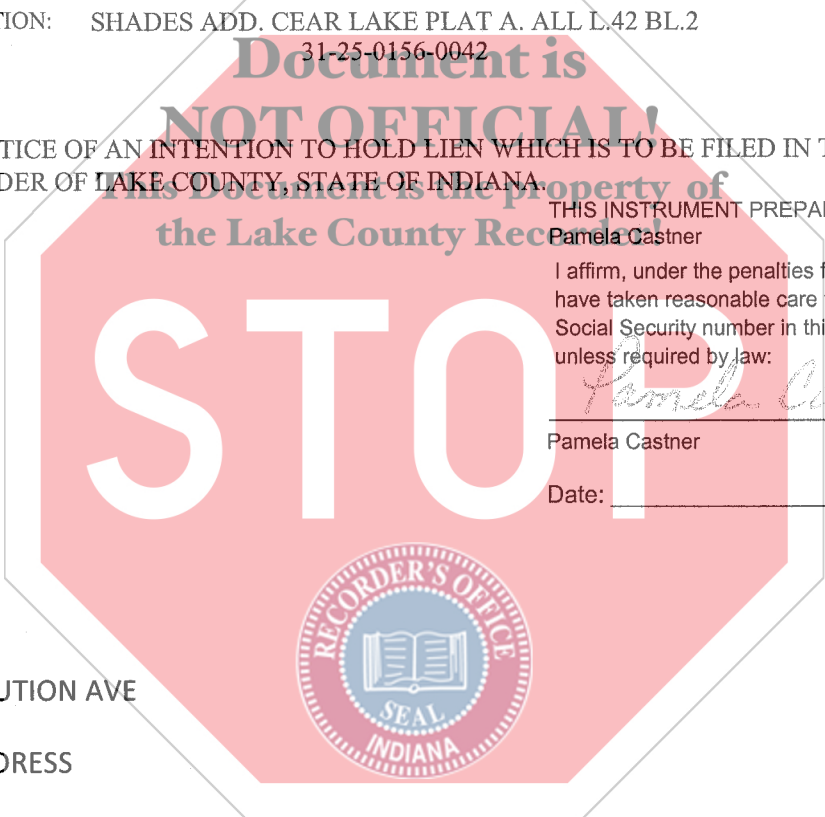 TION: SHADES ADD. CEAR LAKE PLAT A. ALL L.42 BL.2
31-25-0156-0042
Document is
NOT OFFICIAL!
TICE OF AN INTENTION TO HOLD LIEN WHICH IS TO BE FILED IN T
DER OF LAKE COUNTY, STATE OF INDIANA.
This Document is the property of
the Lake County Recorder!
THIS INSTRUMENT PREPAR
Pamela Castner
I affirm, under the penalties f
have taken reasonable care
Social Security number in thi
unless required by law:
Pamela Ca
Pamela Castner
Date:
STOP
RECORDER'S OFFICE
SEAL
INDIANA
UTION AVE
DRESS